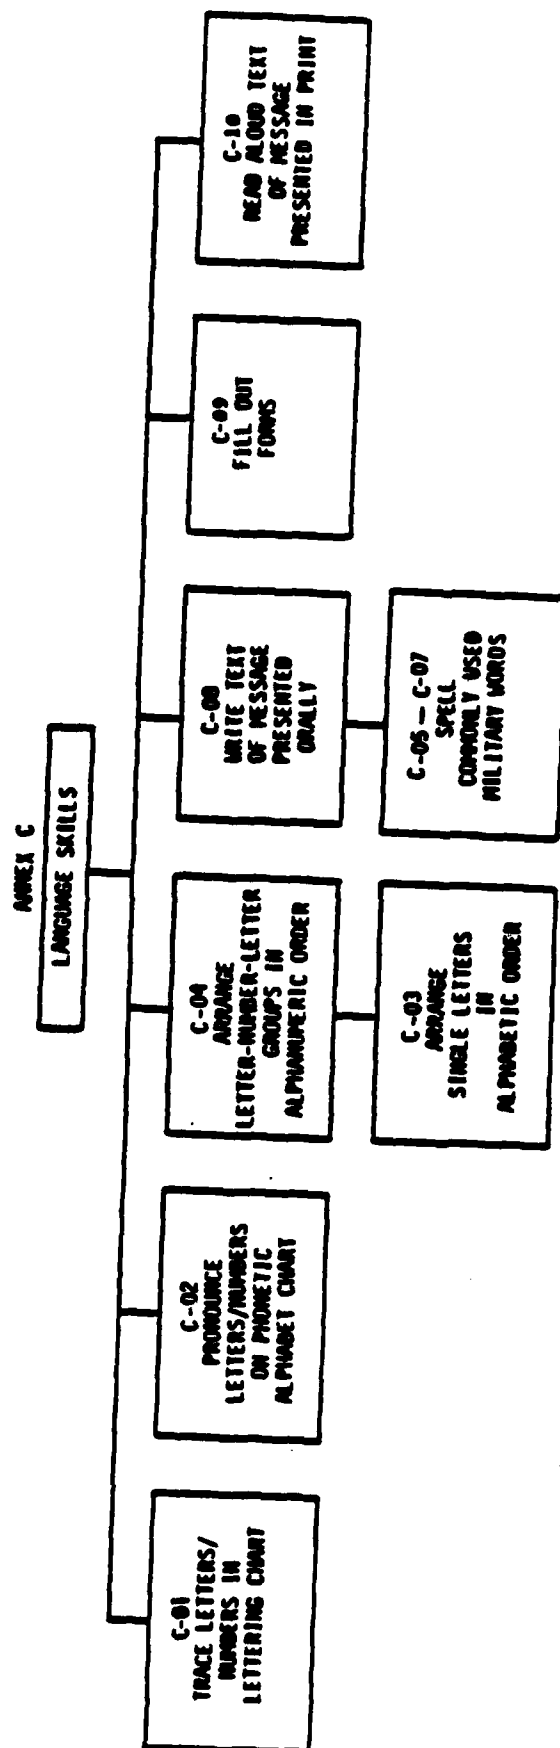 ANNEX C
LANGUAGE SKILLS
C-01
TRACE LETTERS/
NUMBERS IN
LETTERING CHART
C-02
PRONOUNCE
LETTERS/NUMBERS
ON PHONETIC
ALPHABET CHART
C-04
ARRANGE
LETTER-NUMBER-LETTER
GROUPS IN
ALPHANUMERIC ORDER
C-03
ARRANGE
SINGLE LETTERS
IN
ALPHABETIC ORDER
C-08
WRITE TEXT
OF MESSAGE
PRESENTED
ORALLY
C-05 — C-07
SPELL
COMMONLY USED
MILITARY WORDS
C-09
FILL OUT
FORMS
C-10
READ ALOUD TEXT
OF MESSAGE
PRESENTED IN PRINT